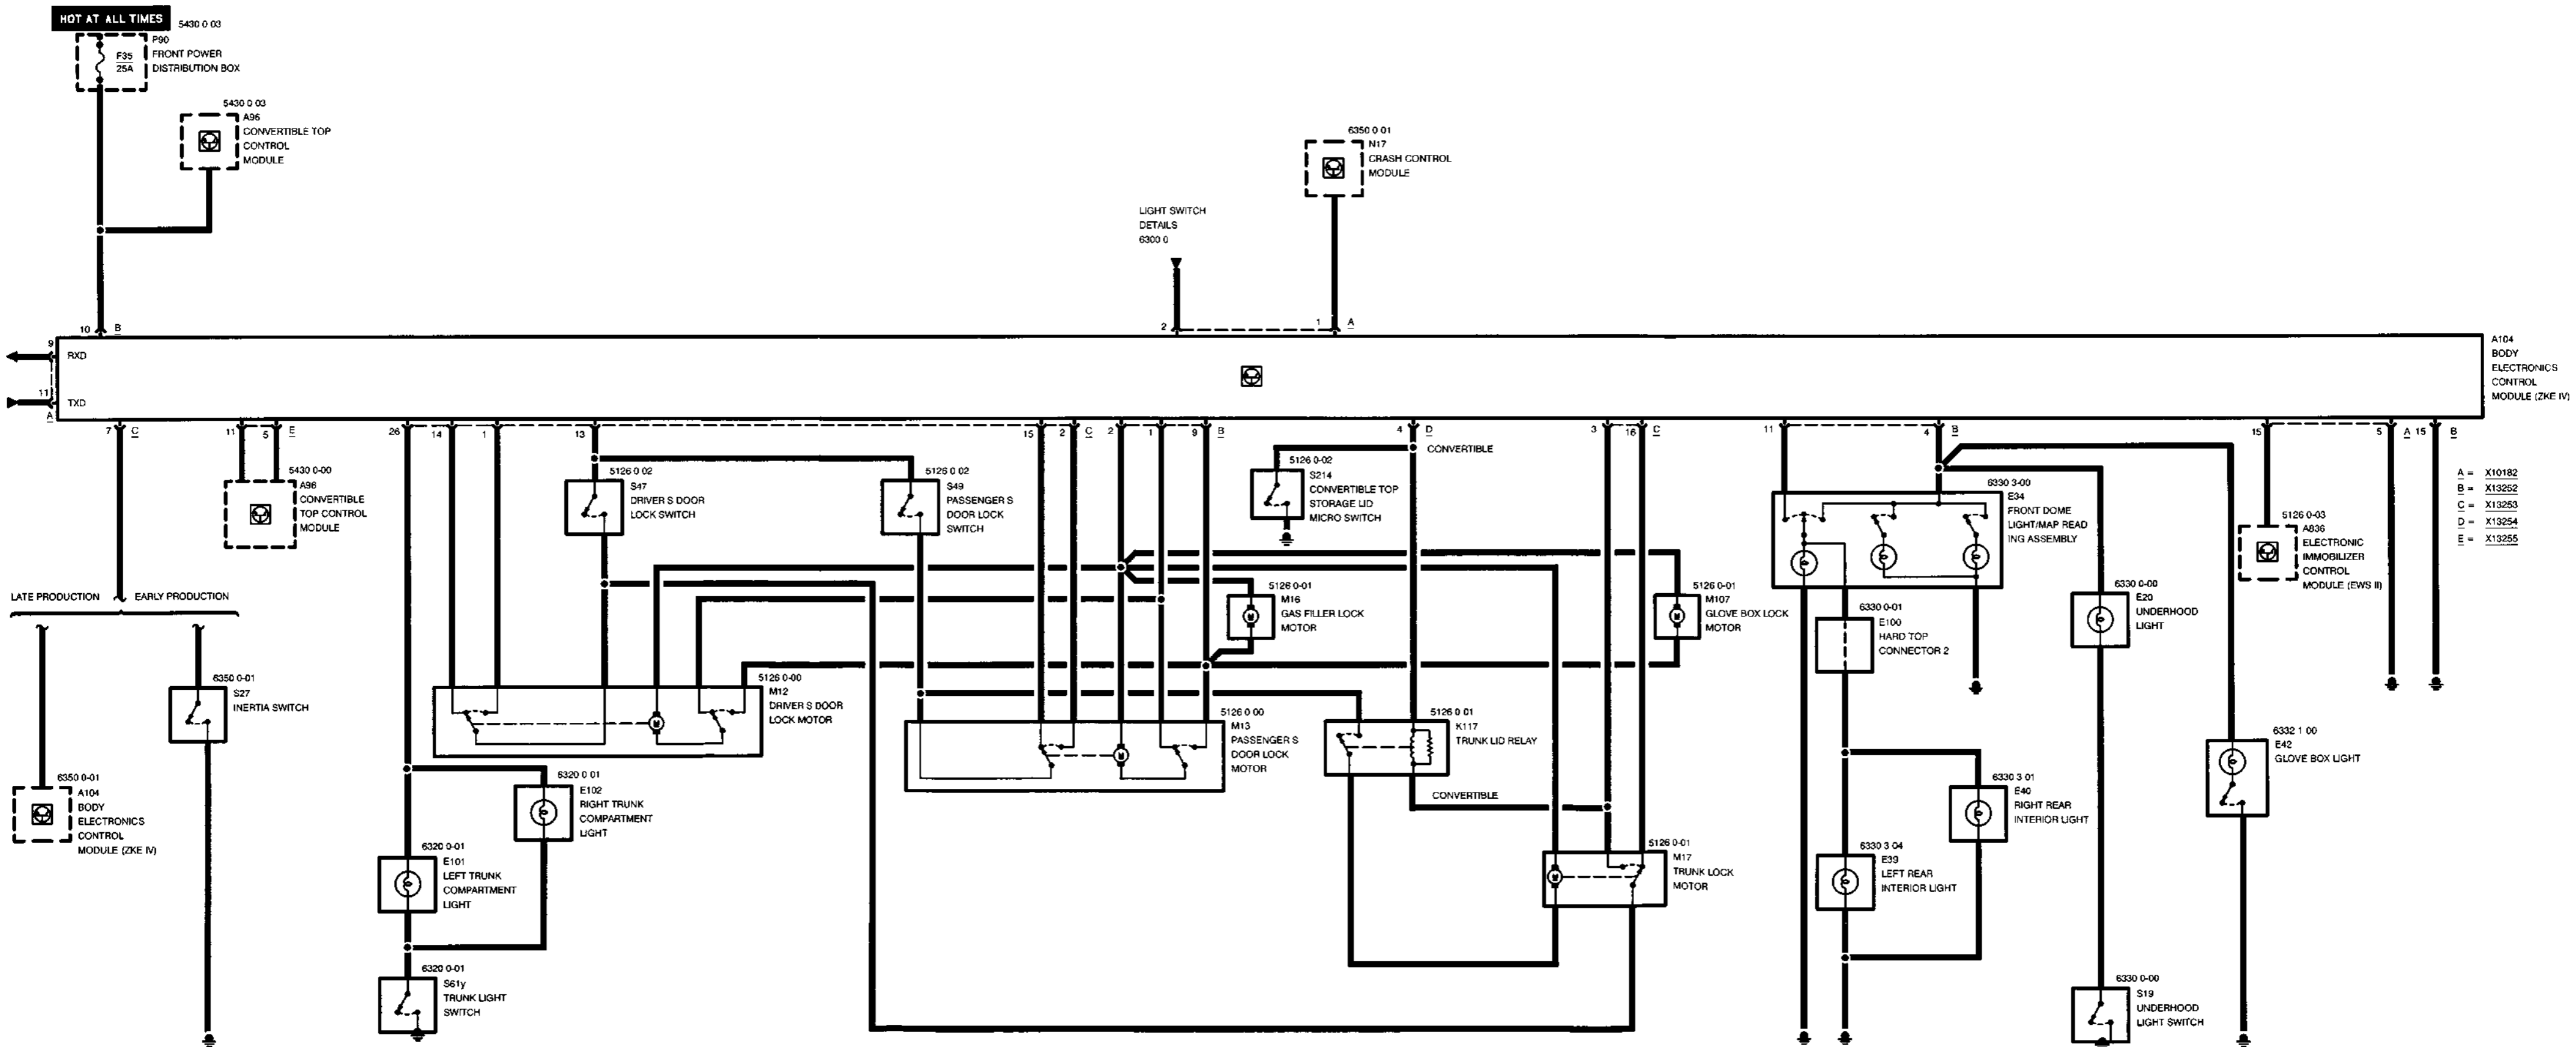 HOT AT ALL TIMES
5430 0 03
P90
FRONT POWER
DISTRIBUTION BOX
F35
25A
5430 0 03
A96
CONVERTIBLE TOP
CONTROL
MODULE
6350 0 01
N17
CRASH CONTROL
MODULE
LIGHT SWITCH
DETAILS
6300 0
10 B
2
1 A
9
RXD
11
TXD
A
A104
BODY
ELECTRONICS
CONTROL
MODULE (ZKE IV)
7 C
11
5 E
26
14
1
13
15
2 C
2
1
9 B
4 D
3
16 C
11
4 B
15
5 A
15 B
CONVERTIBLE
5430 0-00
A96
CONVERTIBLE
TOP CONTROL
MODULE
5126 0 02
S47
DRIVER S DOOR
LOCK SWITCH
5126 0 02
S49
PASSENGER S
DOOR LOCK
SWITCH
5126 0-02
S214
CONVERTIBLE TOP
STORAGE LID
MICRO SWITCH
6330 3-00
E34
FRONT DOME
LIGHT/MAP READ
ING ASSEMBLY
5126 0-03
A836
ELECTRONIC
IMMOBILIZER
CONTROL
MODULE (EWS II)
A = X10182
B = X13252
C = X13253
D = X13254
E = X13255
LATE PRODUCTION
EARLY PRODUCTION
5126 0-01
M16
GAS FILLER LOCK
MOTOR
5126 0-01
M107
GLOVE BOX LOCK
MOTOR
6330 0-01
E100
HARD TOP
CONNECTOR 2
6330 0-00
E20
UNDERHOOD
LIGHT
6350 0-01
S27
INERTIA SWITCH
5126 0-00
M12
DRIVER S DOOR
LOCK MOTOR
M
5126 0 00
M13
PASSENGER S
DOOR LOCK
MOTOR
M
5126 0 01
K117
TRUNK LID RELAY
6332 1 00
E42
GLOVE BOX LIGHT
6350 0-01
A104
BODY
ELECTRONICS
CONTROL
MODULE (ZKE IV)
6320 0 01
E102
RIGHT TRUNK
COMPARTMENT
LIGHT
CONVERTIBLE
6330 3 01
E40
RIGHT REAR
INTERIOR LIGHT
6320 0-01
E101
LEFT TRUNK
COMPARTMENT
LIGHT
5126 0-01
M17
TRUNK LOCK
MOTOR
M
6330 3 04
E39
LEFT REAR
INTERIOR LIGHT
6320 0-01
S61y
TRUNK LIGHT
SWITCH
6330 0-00
S19
UNDERHOOD
LIGHT SWITCH